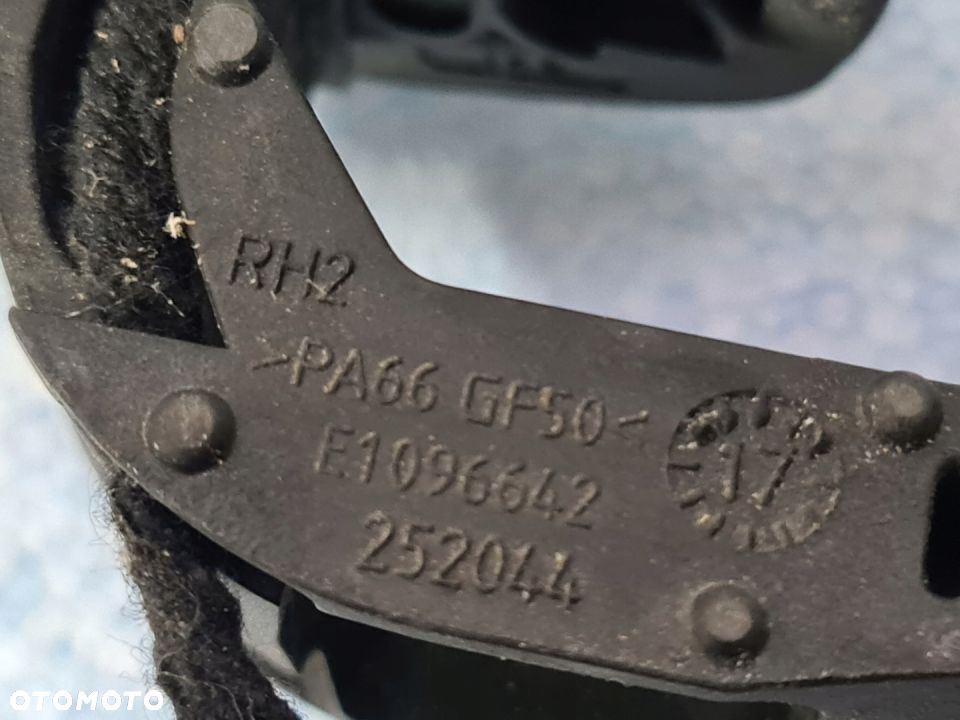 RH2
>PA66 GF50<
E1096642
252044
17
OTOMOTO